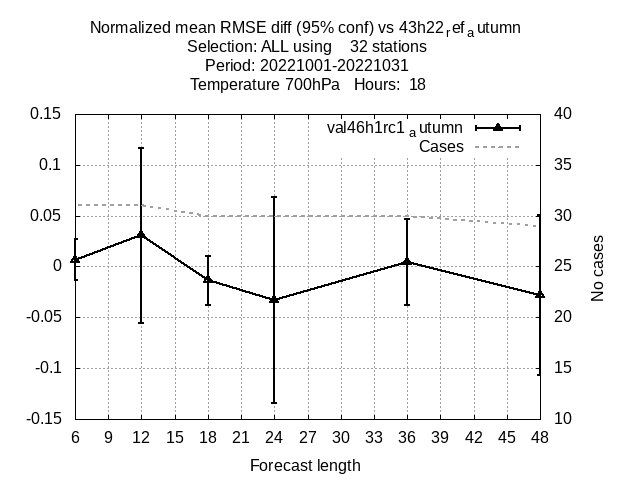 Normalized mean RMSE diff (95% conf) vs 43h22refautumn
Selection: ALL using 32 stations
Period: 20221001-20221031
Temperature 700hPa Hours: 18
0.15 40
val46h1rc1autumn
Cases
0.1 35
0.05 30
0 25
-0.05 20
-0.1 15
-0.15 10
No cases
6 9 12 15 18 21 24 27 30 33 36 39 42 45 48
Forecast length